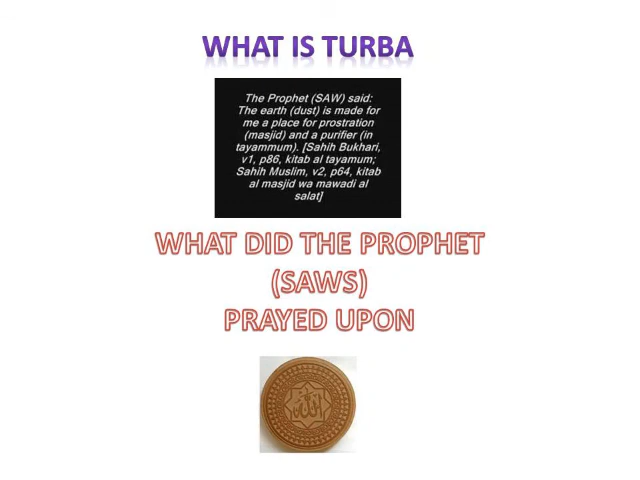 WHAT IS TURBA
The Prophet (SAW) said:
The earth (dust) is made for
me a place for prostration
(masjid) and a purifier (in
tayammum). [Sahih Bukhari,
v1, p86, kitab al tayamum;
Sahih Muslim, v2, p64, kitab
al masjid wa mawadi al
salat]
WHAT DID THE PROPHET
(SAWS)
PRAYED UPON
الله